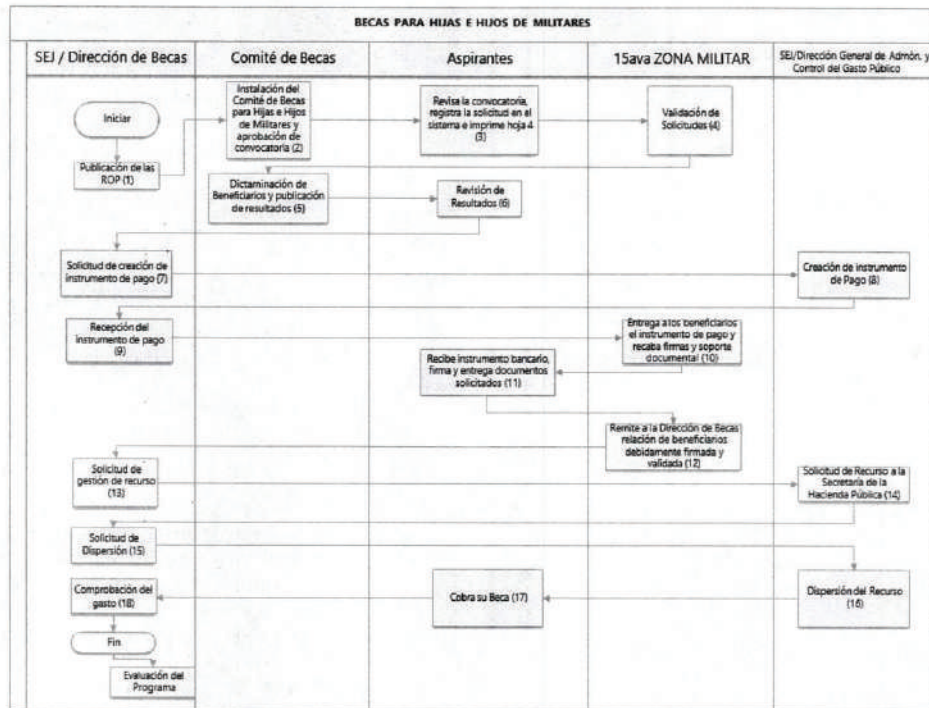 BECAS PARA HIJAS E HIJOS DE MILITARES
SEJ / Dirección de Becas
Comité de Becas
Aspirantes
15ava ZONA MILITAR
SEJ/Dirección General de Admón. y
Control del Gasto Público
Iniciar
Publicación de las
ROP (1)
Instalación del
Comité de Becas
para Hijas e Hijos
de Militares y
aprobación de
convocatoria (2)
Revisa la convocatoria,
registra la solicitud en el
sistema e imprime hoja 4
(3)
Validación de
Solicitudes (4)
Dictaminación de
Beneficiarios y publicación
de resultados (5)
Revisión de
Resultados (6)
Solicitud de creación de
instrumento de pago (7)
Creación de instrumento
de Pago (8)
Recepción del
instrumento de pago
(9)
Entrega a los beneficiarios
el instrumento de pago y
recaba firmas y soporte
documental (10)
Recibe instrumento bancario,
firma y entrega documentos
solicitados (11)
Remite a la Dirección de Becas
relación de beneficiarios
debidamente firmada y
validada (12)
Solicitud de
gestión de recurso
(13)
Solicitud de Recurso a la
Secretaría de la
Hacienda Pública (14)
Solicitud de
Dispersión (15)
Dispersión del Recurso
(16)
Cobra su Beca (17)
Comprobación del
gasto (18)
Fin
Evaluación del
Programa